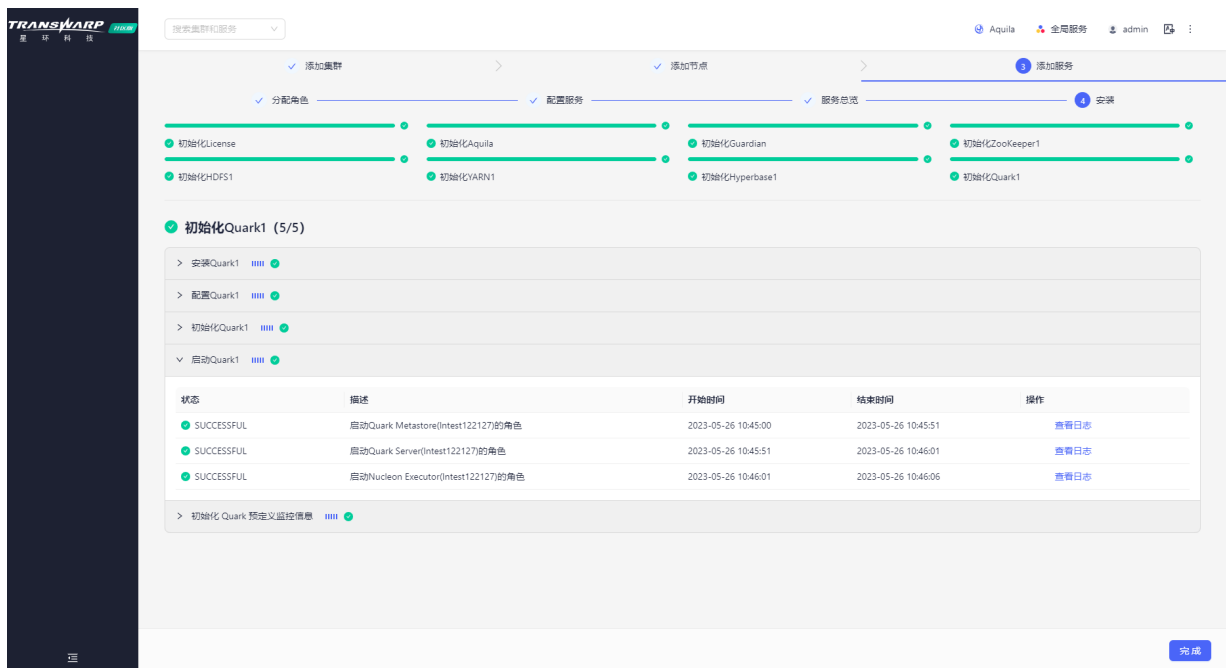 TRANSWARP 社区版
星 环 科 技
搜索集群和服务
Aquila 全局服务 admin
添加集群 添加节点 3 添加服务
分配角色 配置服务 服务总览 4 安装
初始化License 初始化Aquila 初始化Guardian 初始化ZooKeeper1
初始化HDFS1 初始化YARN1 初始化Hyperbase1 初始化Quark1
初始化Quark1（5/5）
安装Quark1
配置Quark1
初始化Quark1
启动Quark1
状态 描述 开始时间 结束时间 操作
SUCCESSFUL 启动Quark Metastore(lntest122127)的角色 2023-05-26 10:45:00 2023-05-26 10:45:51 查看日志
SUCCESSFUL 启动Quark Server(lntest122127)的角色 2023-05-26 10:45:51 2023-05-26 10:46:01 查看日志
SUCCESSFUL 启动Nucleon Executor(lntest122127)的角色 2023-05-26 10:46:01 2023-05-26 10:46:06 查看日志
初始化 Quark 预定义监控信息
完成